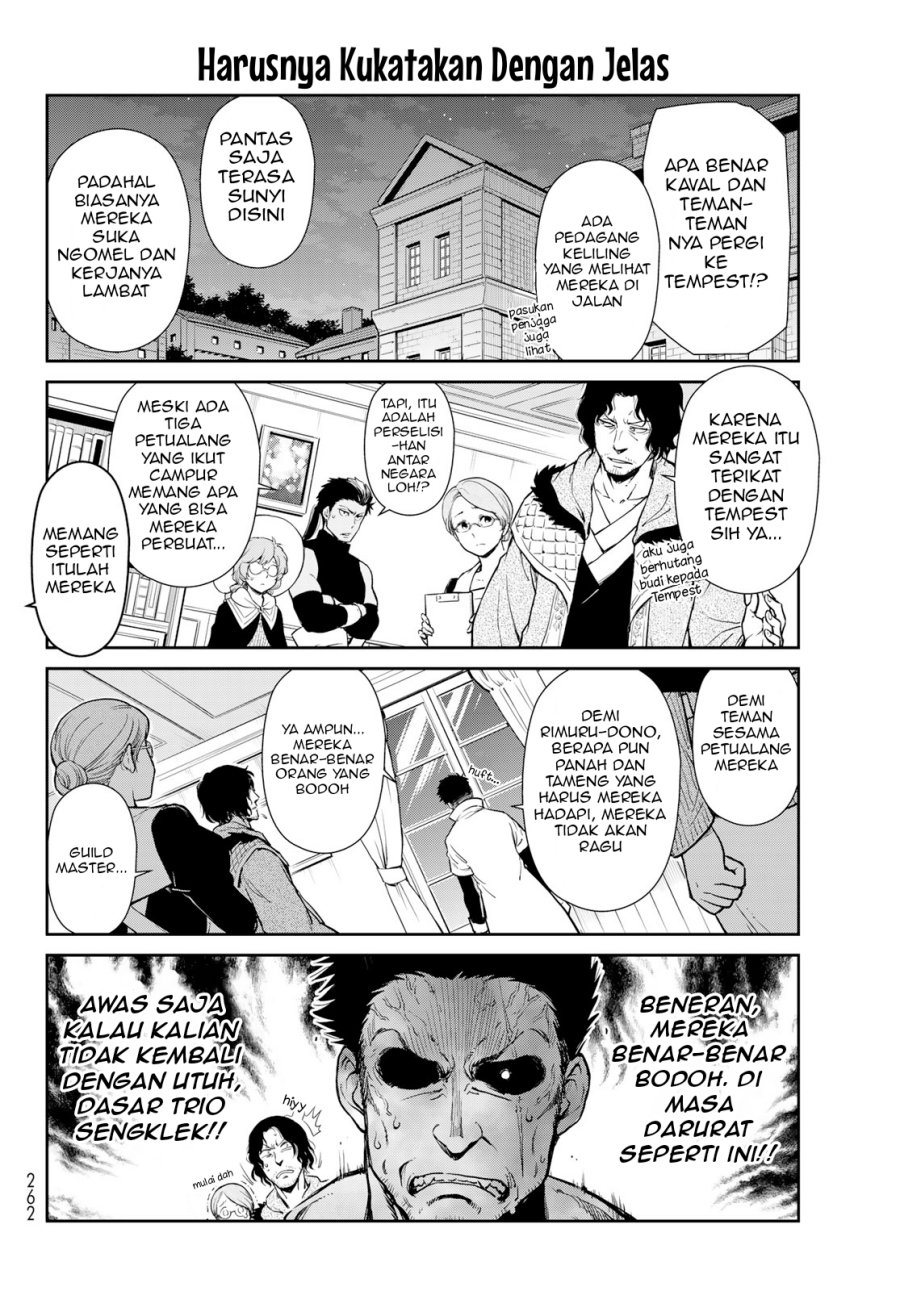 Harusnya Kukatakan Dengan Jelas
APA BENAR
KAVAL DAN
TEMAN-
TEMAN
NYA PERGI
KE
TEMPEST!?
ADA
PEDAGANG
KELILING
YANG MELIHAT
MEREKA DI
JALAN
pasukan
penjaga
juga
lihat
PANTAS
SAJA
TERASA
SUNYI
DISINI
PADAHAL
BIASANYA
MEREKA
SUKA
NGOMEL DAN
KERJANYA
LAMBAT
KARENA
MEREKA ITU
SANGAT
TERIKAT
DENGAN
TEMPEST
SIH YA...
aku juga
berhutang
budi kepada
Tempest
TAPI, ITU
ADALAH
PERSELISI
-HAN
ANTAR
NEGARA
LOH!?
MESKI ADA
TIGA
PETUALANG
YANG IKUT
CAMPUR
MEMANG APA
YANG BISA
MEREKA
PERBUAT...
MEMANG
SEPERTI
ITULAH
MEREKA
DEMI
TEMAN
SESAMA
PETUALANG
MEREKA
DEMI
RIMURU-DONO,
BERAPA PUN
PANAH DAN
TAMENG YANG
HARUS MEREKA
HADAPI, MEREKA
TIDAK AKAN
RAGU
huft...
YA AMPUN...
MEREKA
BENAR-BENAR
ORANG YANG
BODOH
GUILD
MASTER...
BENERAN,
MEREKA
BENAR-BENAR
BODOH. DI
MASA
DARURAT
SEPERTI INI!!
AWAS SAJA
KALAU KALIAN
TIDAK KEMBALI
DENGAN UTUH,
DASAR TRIO
SENGKLEK!!
hiyy
mulai dah
262